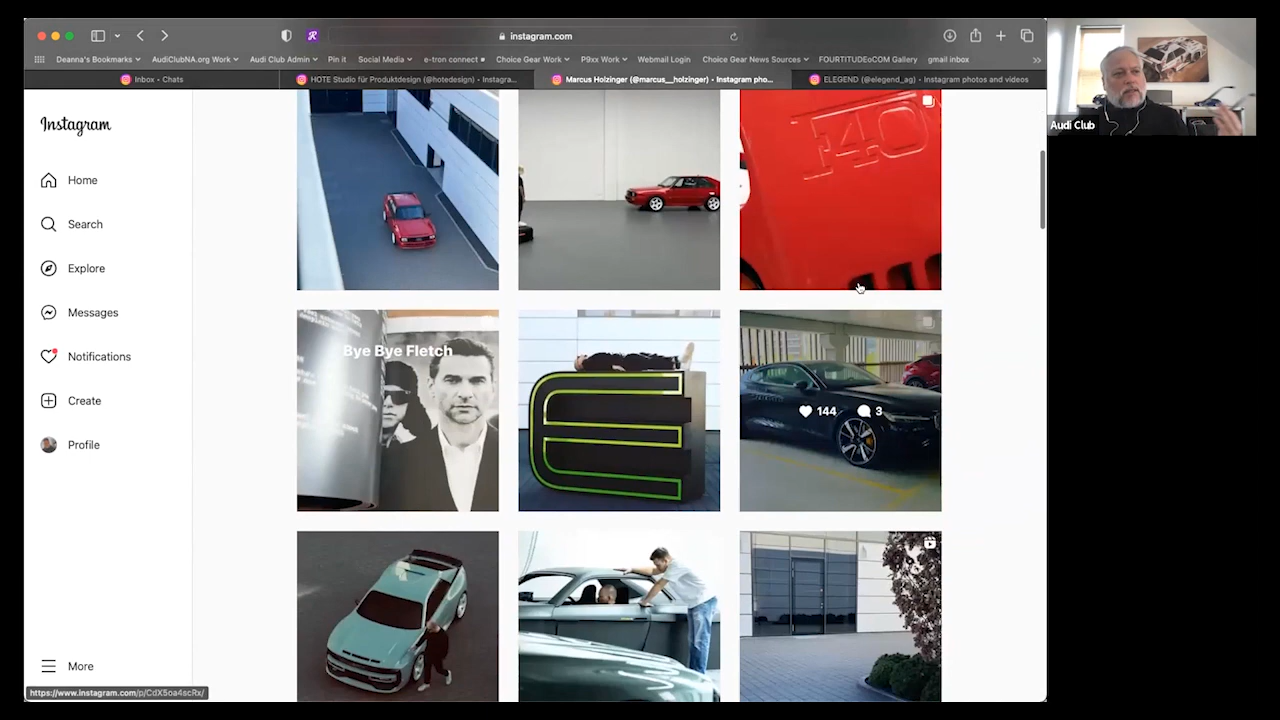 instagram.com
Deanna's Bookmarks
AudiClubNA.org Work
Audi Club Admin
Pin it
Social Media
e-tron connect
Choice Gear Work
P9xx Work
Webmail Login
Choice Gear News Sources
FOURTITUDEoCOM Gallery
gmail inbox
Inbox • Chats
HOTE Studio für Produktdesign (@hotedesign) • Instagra...
Marcus Holzinger (@marcus__holzinger) • Instagram pho...
ELEGEND (@elegend_ag) • Instagram photos and videos
Audi Club
Instagram
Home
Search
Explore
Messages
Notifications
Create
Profile
More
F40
Bye Bye Fletch
144
3
https://www.instagram.com/p/CdX5oa4scRx/